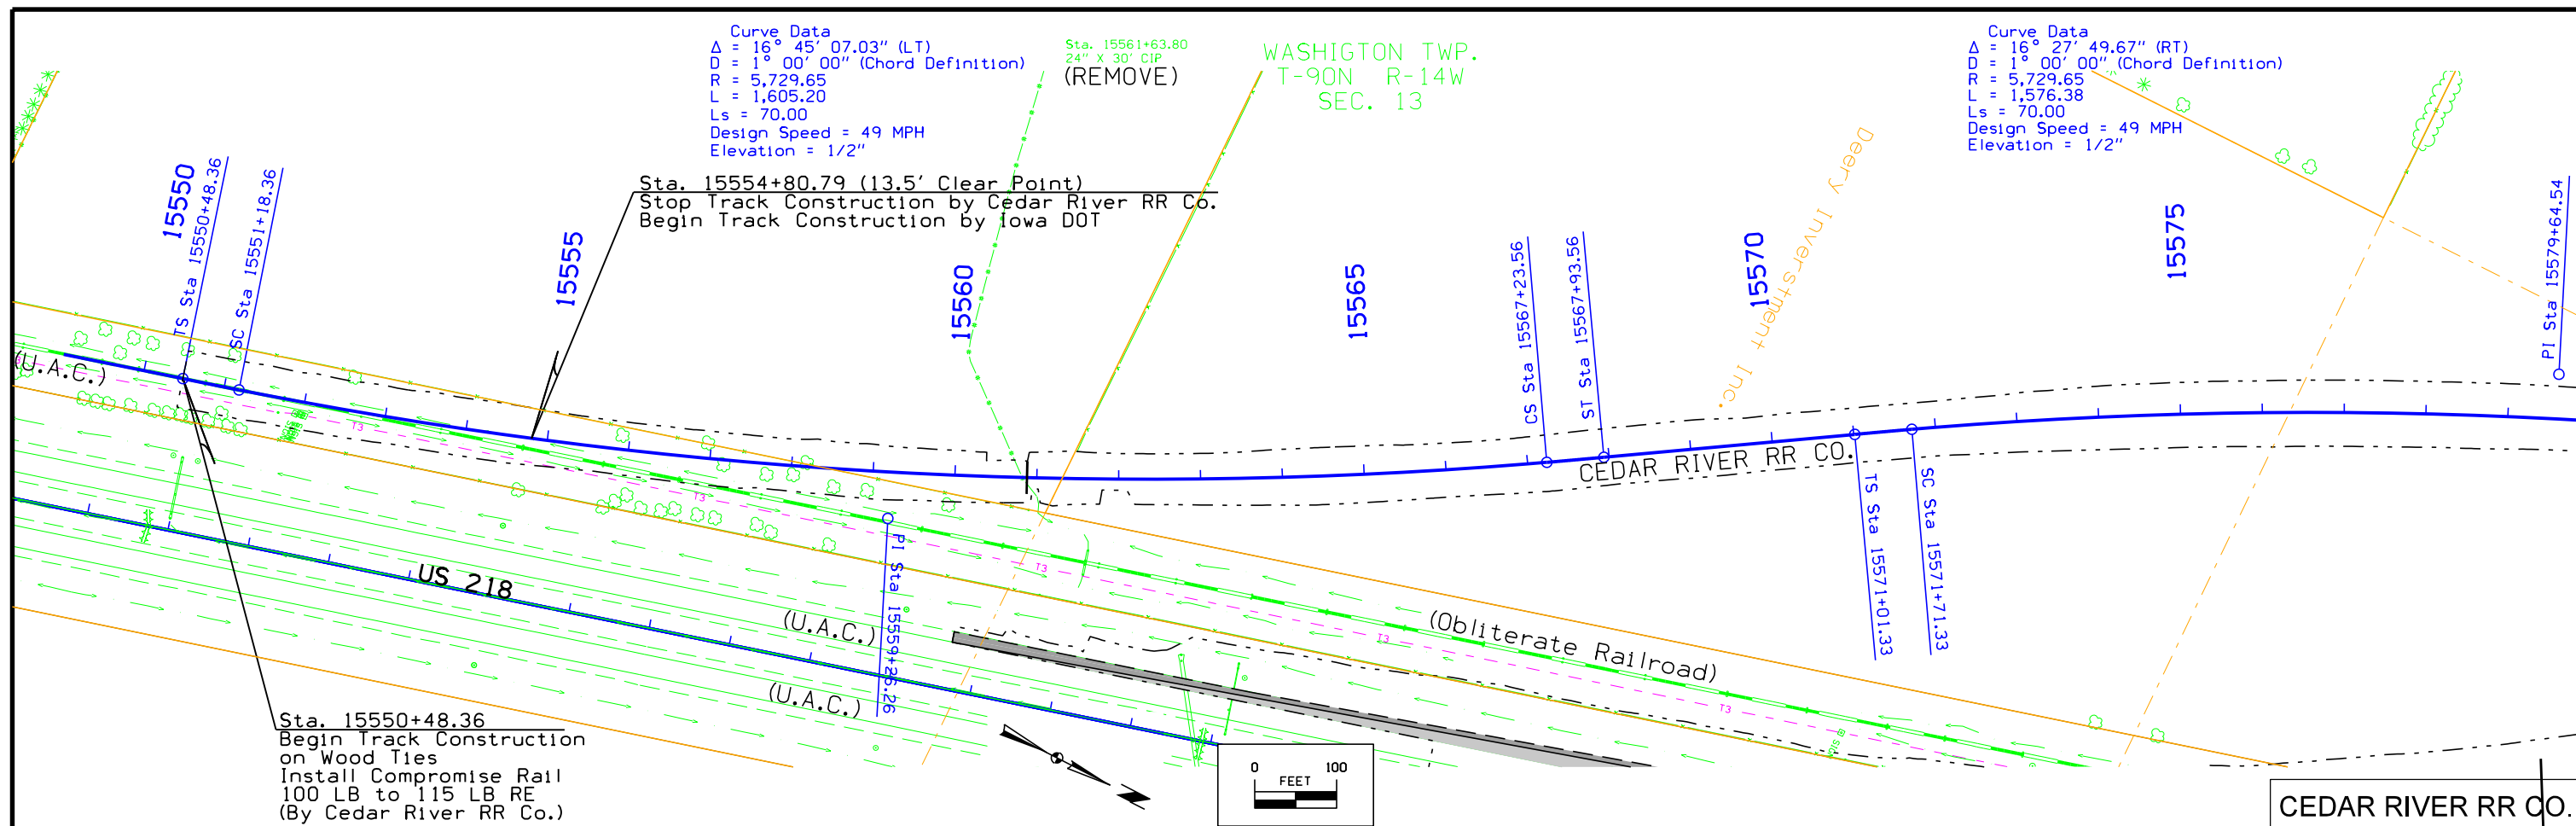 Curve Data
Δ = 16° 45' 07.03" (LT)
D = 1° 00' 00" (Chord Definition)
R = 5,729.65
L = 1,605.20
Ls = 70.00
Design Speed = 49 MPH
Elevation = 1/2"
Sta. 15561+63.80
24" X 30' CIP
(REMOVE)
WASHIGTON TWP.
T-90N R-14W
SEC. 13
Curve Data
Δ = 16° 27' 49.67" (RT)
D = 1° 00' 00" (Chord Definition)
R = 5,729.65
L = 1,576.38
Ls = 70.00
Design Speed = 49 MPH
Elevation = 1/2"
15550
TS Sta 15550+48.36
SC Sta 15551+18.36
Sta. 15554+80.79 (13.5' Clear Point)
Stop Track Construction by Cedar River RR Co.
Begin Track Construction by Iowa DOT
15555
15560
15565
CS Sta 15567+23.56
ST Sta 15567+93.56
15570
Deery Inverstment Inc.
15575
PI Sta 15579+64.54
(U.A.C.)
T3
T3
T3
T3
T3
CEDAR RIVER RR CO.
TS Sta 15571+01.33
SC Sta 15571+71.33
PI Sta 15559+26.26
US 218
(U.A.C.)
(U.A.C.)
(Obliterate Railroad)
Sta. 15550+48.36
Begin Track Construction
on Wood Ties
Install Compromise Rail
100 LB to 115 LB RE
(By Cedar River RR Co.)
0 100
FEET
CEDAR RIVER RR CO.